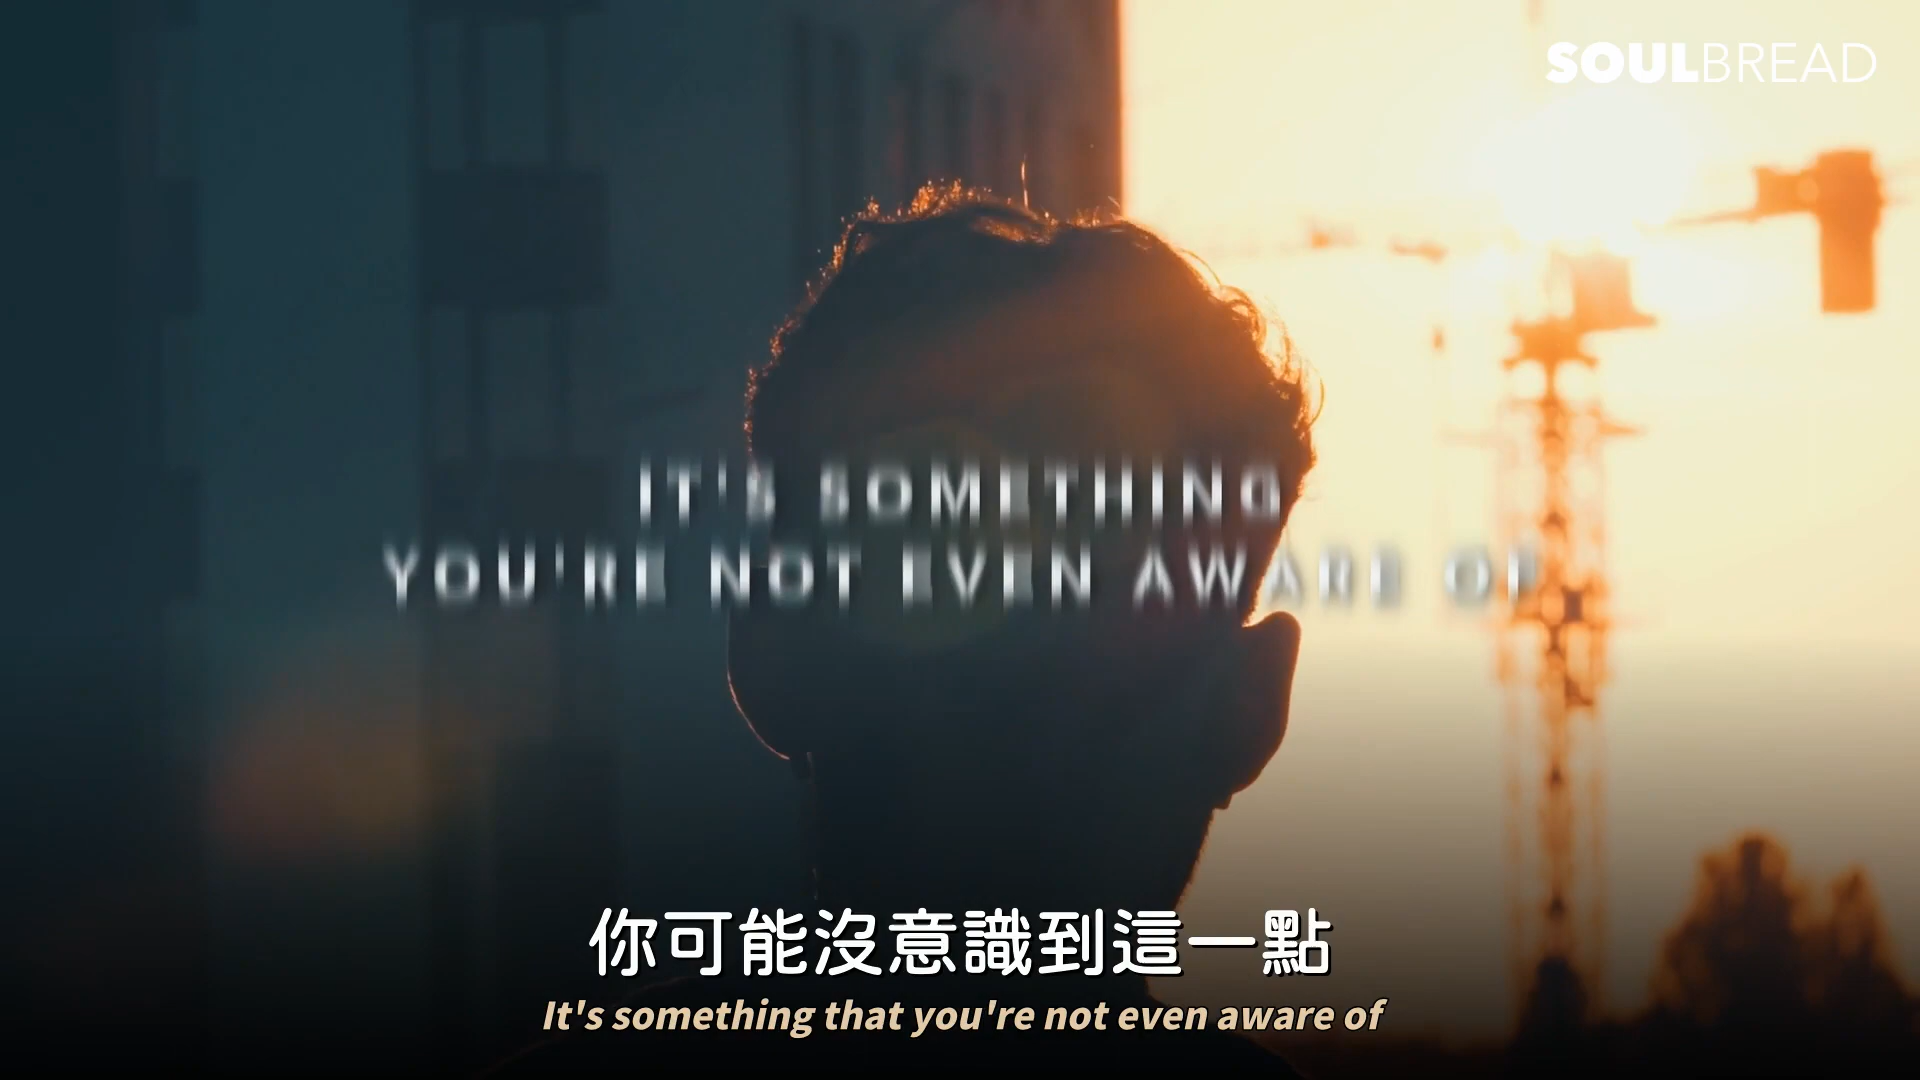 SOULBREAD
IT'S SOMETHING
YOU'RE NOT EVEN AWARE OF
你可能沒意識到這一點
It's something that you're not even aware of